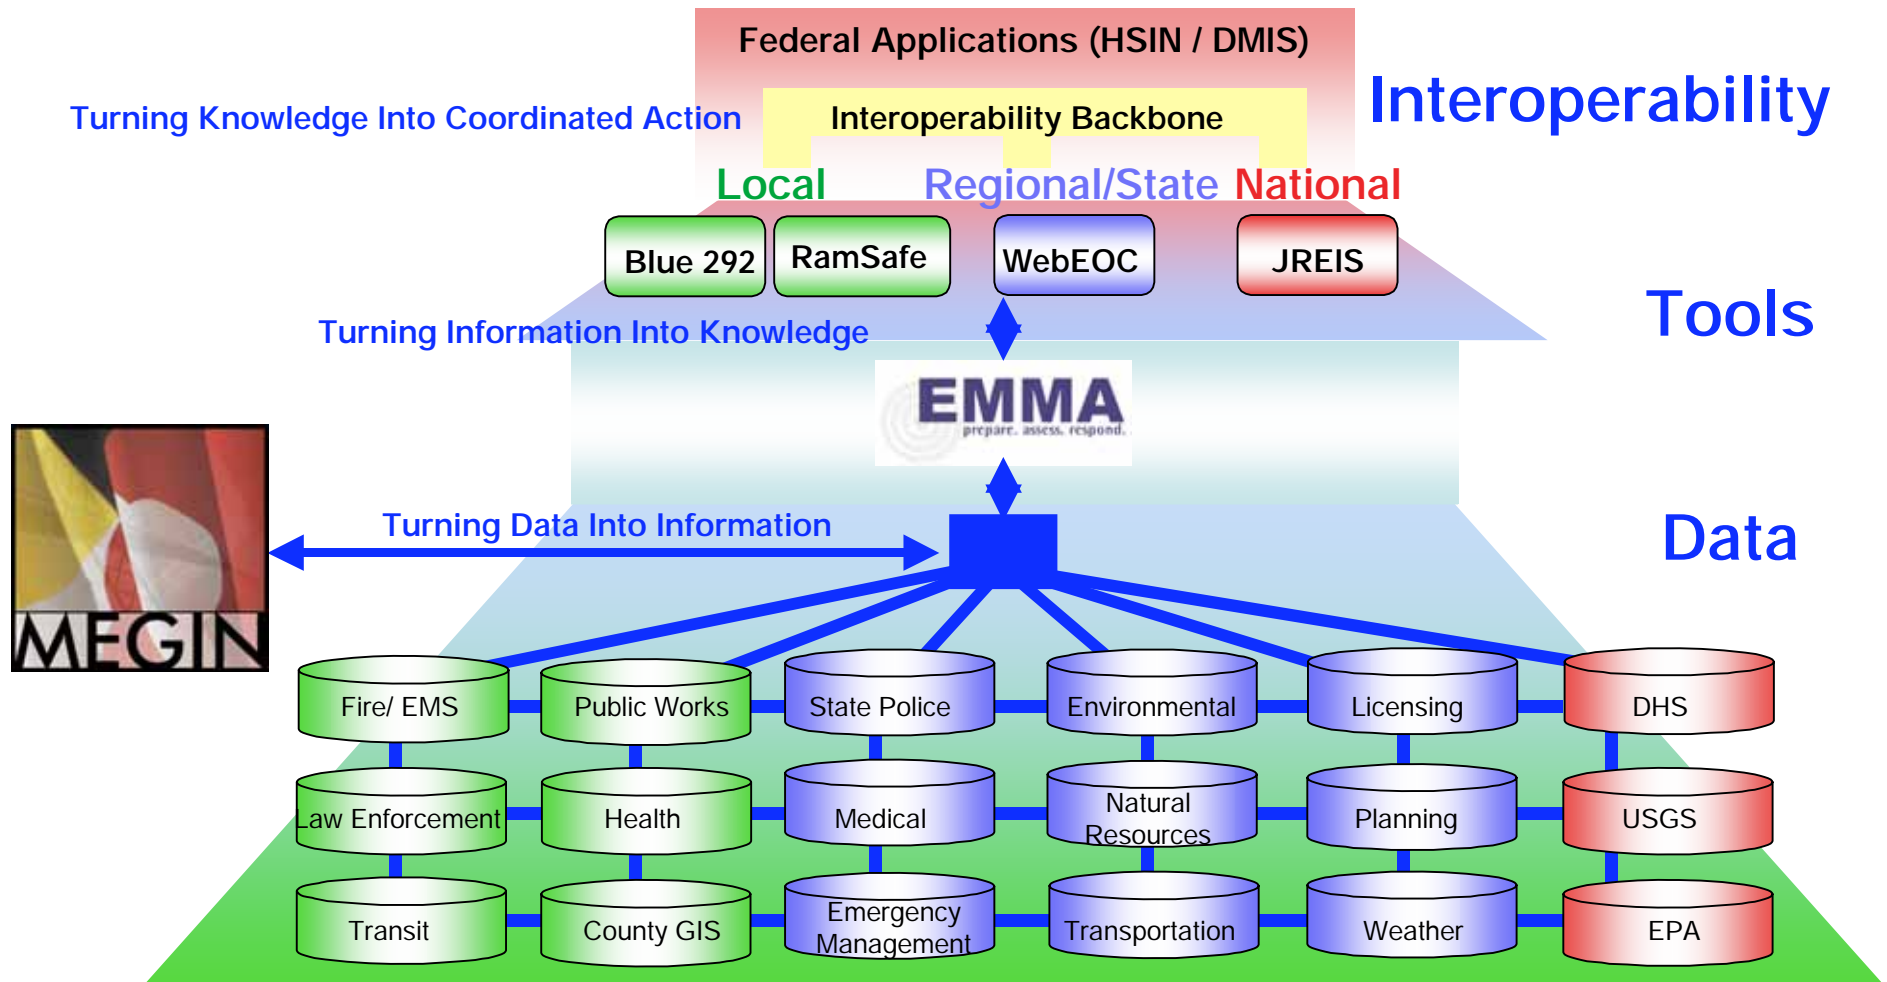 Federal Applications (HSIN / DMIS)
Interoperability
Turning Knowledge Into Coordinated Action
Interoperability Backbone
Local
Regional/State
National
Blue 292
RamSafe
WebEOC
JREIS
Tools
Turning Information Into Knowledge
EMMA
prepare. assess. respond.
Turning Data Into Information
Data
MEGIN
Fire/ EMS
Public Works
State Police
Environmental
Licensing
DHS
Law Enforcement
Health
Medical
Natural
Resources
Planning
USGS
Transit
County GIS
Emergency
Management
Transportation
Weather
EPA